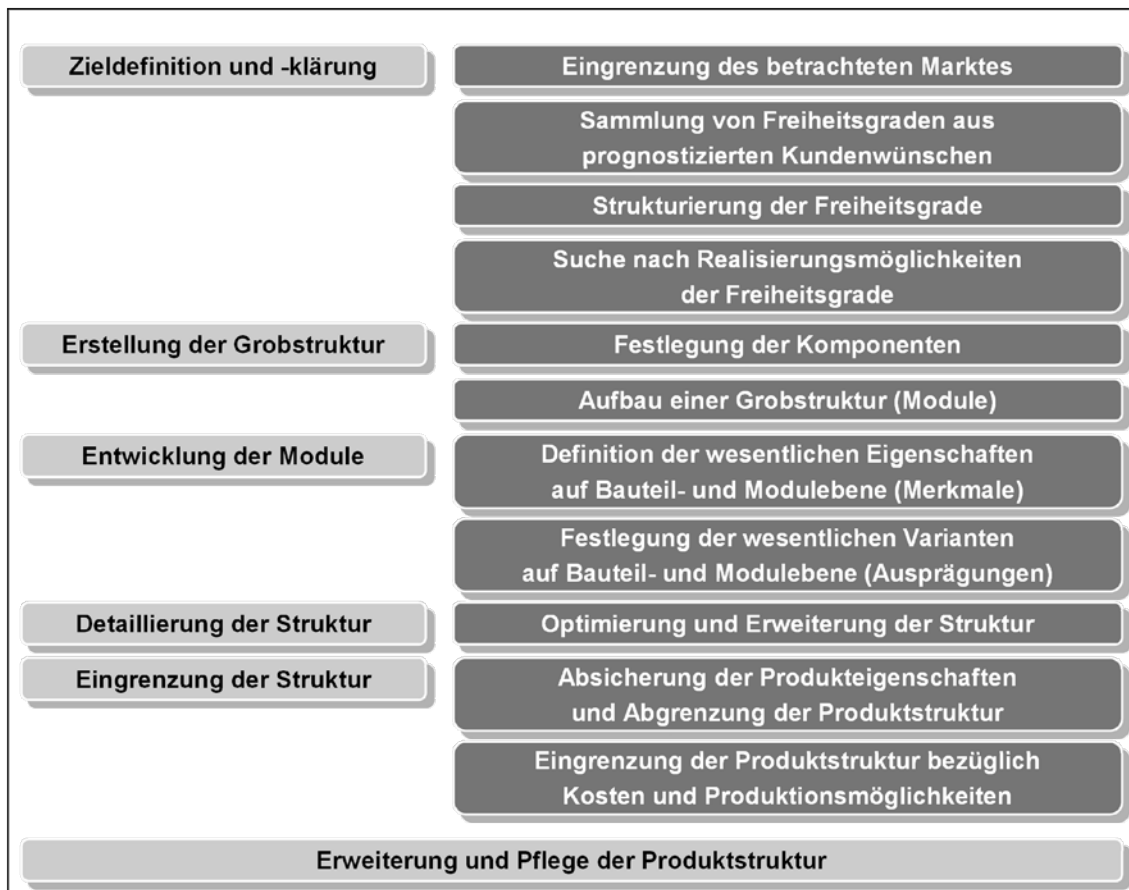 Zieldefinition und -klärung
Eingrenzung des betrachteten Marktes
Sammlung von Freiheitsgraden aus
prognostizierten Kundenwünschen
Strukturierung der Freiheitsgrade
Suche nach Realisierungsmöglichkeiten
der Freiheitsgrade
Erstellung der Grobstruktur
Festlegung der Komponenten
Aufbau einer Grobstruktur (Module)
Entwicklung der Module
Definition der wesentlichen Eigenschaften
auf Bauteil- und Modulebene (Merkmale)
Festlegung der wesentlichen Varianten
auf Bauteil- und Modulebene (Ausprägungen)
Detaillierung der Struktur
Optimierung und Erweiterung der Struktur
Eingrenzung der Struktur
Absicherung der Produkteigenschaften
und Abgrenzung der Produktstruktur
Eingrenzung der Produktstruktur bezüglich
Kosten und Produktionsmöglichkeiten
Erweiterung und Pflege der Produktstruktur